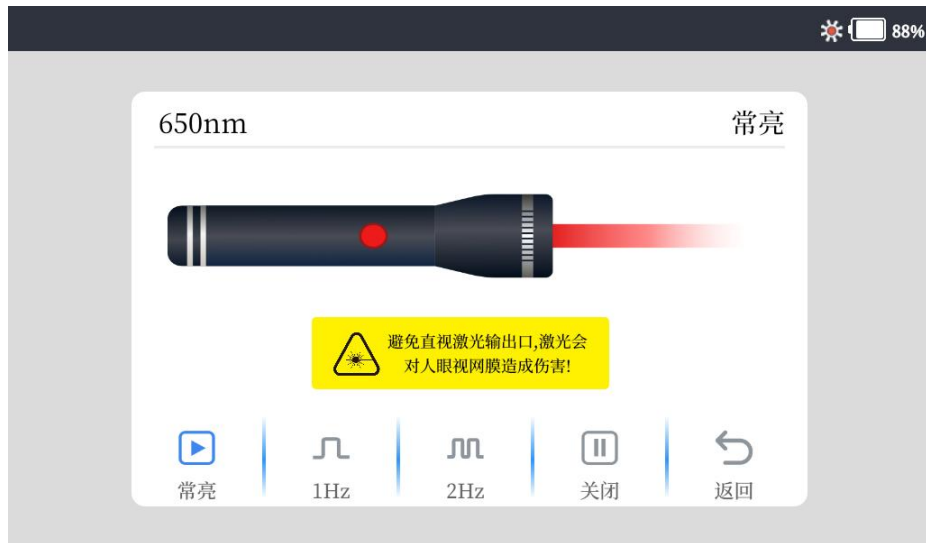 88%
650nm
常亮
避免直视激光输出口,激光会
对人眼视网膜造成伤害!
常亮
1Hz
2Hz
关闭
返回